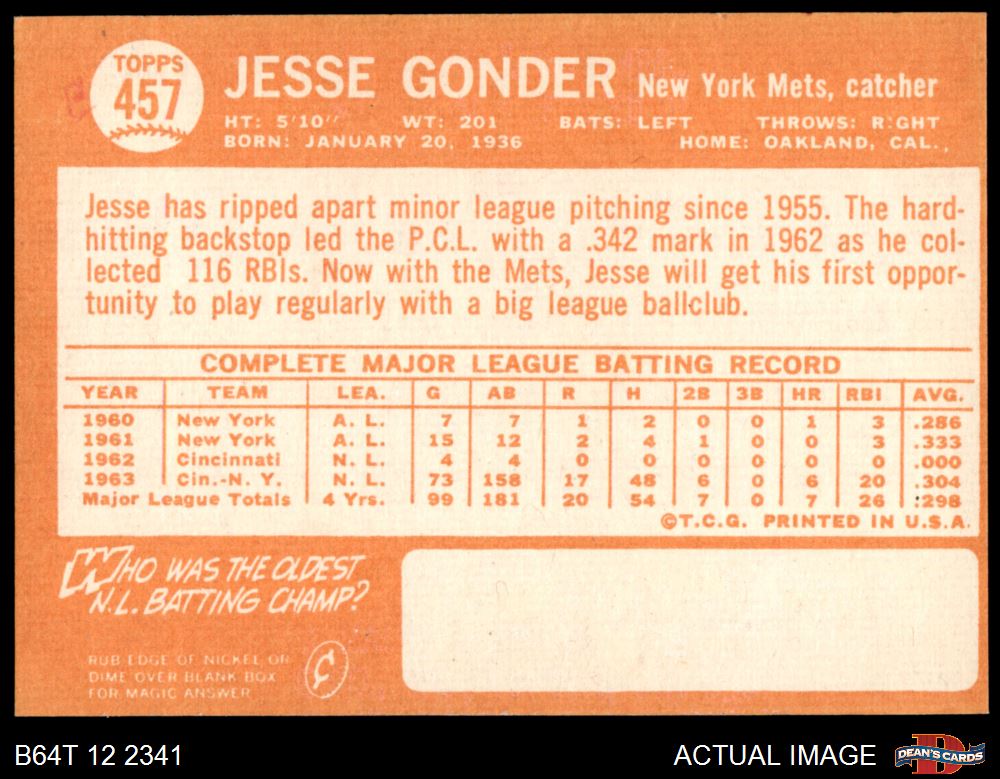 TOPPS
457
JESSE GONDER New York Mets, catcher
HT: 5'10" WT: 201 BATS: LEFT THROWS: RIGHT
BORN: JANUARY 20, 1936 HOME: OAKLAND, CAL.,
Jesse has ripped apart minor league pitching since 1955. The hard-
hitting backstop led the P.C.L. with a .342 mark in 1962 as he col-
lected 116 RBIs. Now with the Mets, Jesse will get his first oppor-
tunity to play regularly with a big league ballclub.
COMPLETE MAJOR LEAGUE BATTING RECORD
YEAR TEAM LEA. G AB R H 2B 3B HR RBI AVG.
1960 New York A. L. 7 7 1 2 0 0 1 3 .286
1961 New York A. L. 15 12 2 4 1 0 0 3 .333
1962 Cincinnati N. L. 4 4 0 0 0 0 0 0 .000
1963 Cin.-N. Y. N. L. 73 158 17 48 6 0 6 20 .304
Major League Totals 4 Yrs. 99 181 20 54 7 0 7 26 .298
©T.C.G. PRINTED IN U.S.A.
WHO WAS THE OLDEST
N.L. BATTING CHAMP?
RUB EDGE OF NICKEL OR
DIME OVER BLANK BOX
FOR MAGIC ANSWER
¢
B64T 12 2341 ACTUAL IMAGE
DEAN'S CARDS